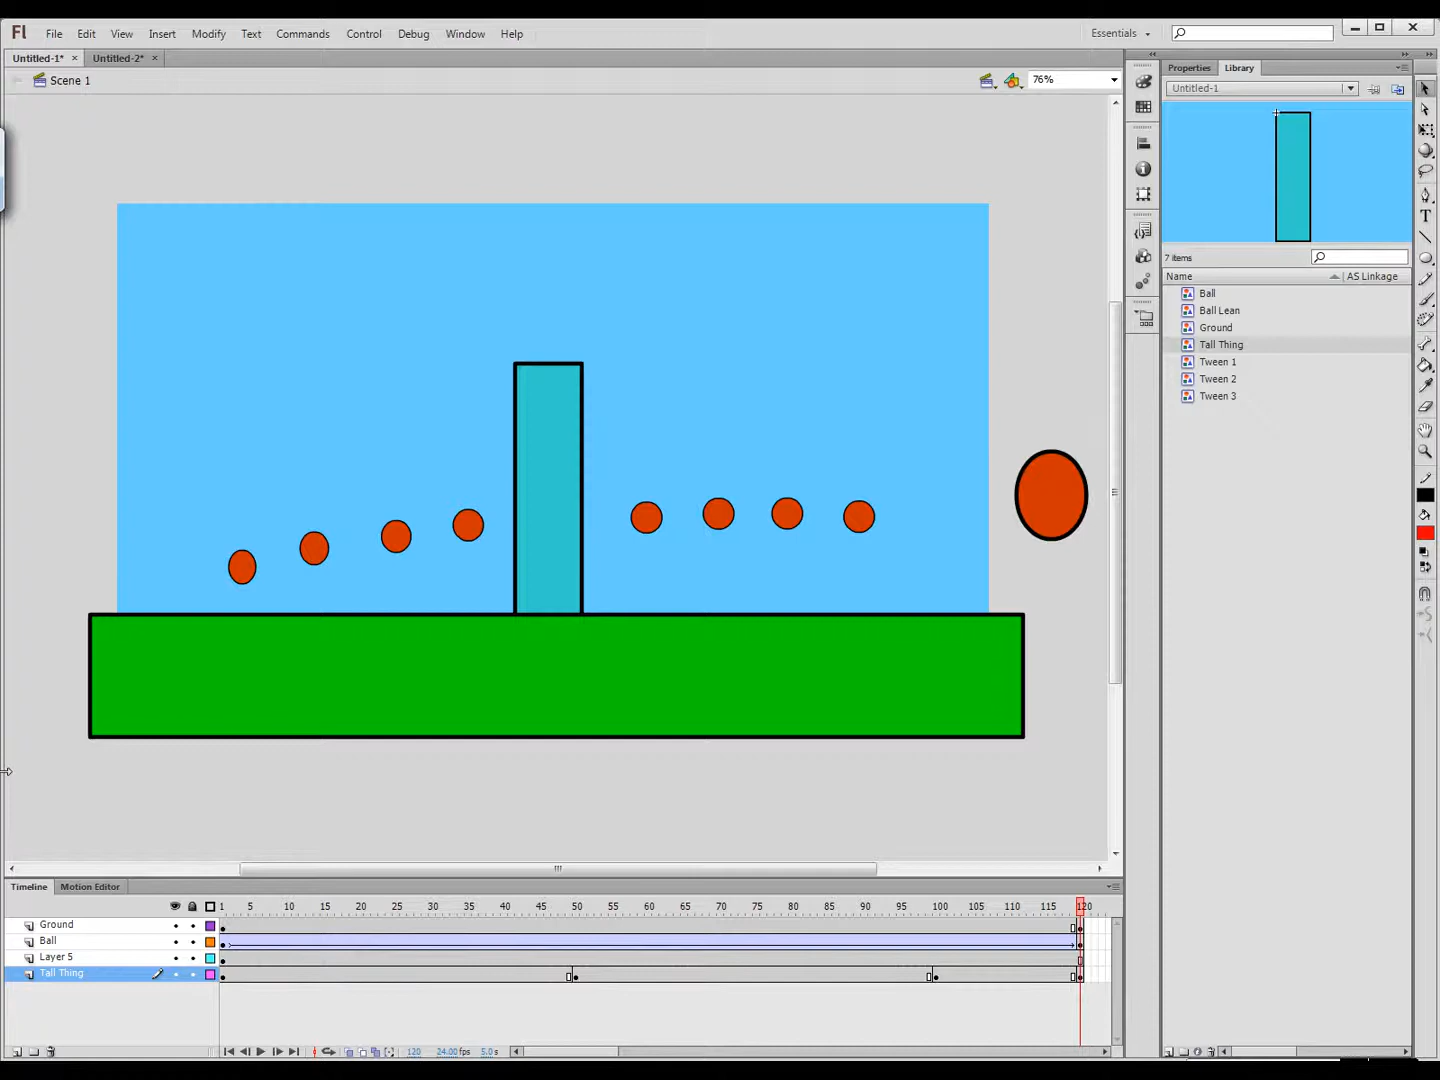 Fl File Edit View Insert Modify Text Commands Control Debug Window Help Essentials
Untitled-1* Untitled-2*
Scene 1 76%
Properties Library
Untitled-1
7 items
Name AS Linkage
Ball
Ball Lean
Ground
Tall Thing
Tween 1
Tween 2
Tween 3
T
Timeline Motion Editor
1 5 10 15 20 25 30 35 40 45 50 55 60 65 70 75 80 85 90 95 100 105 110 115 120
Ground
Ball
Layer 5
Tall Thing
120 24.00 fps 5.0 s